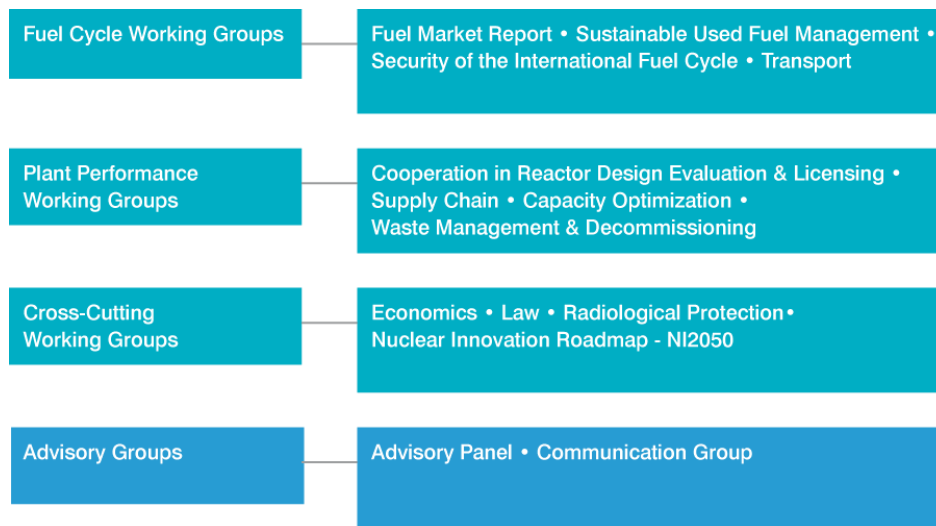 Fuel Cycle Working Groups
Fuel Market Report • Sustainable Used Fuel Management •
Security of the International Fuel Cycle • Transport
Plant Performance
Working Groups
Cooperation in Reactor Design Evaluation & Licensing •
Supply Chain • Capacity Optimization •
Waste Management & Decommissioning
Cross-Cutting
Working Groups
Economics • Law • Radiological Protection•
Nuclear Innovation Roadmap - NI2050
Advisory Groups
Advisory Panel • Communication Group